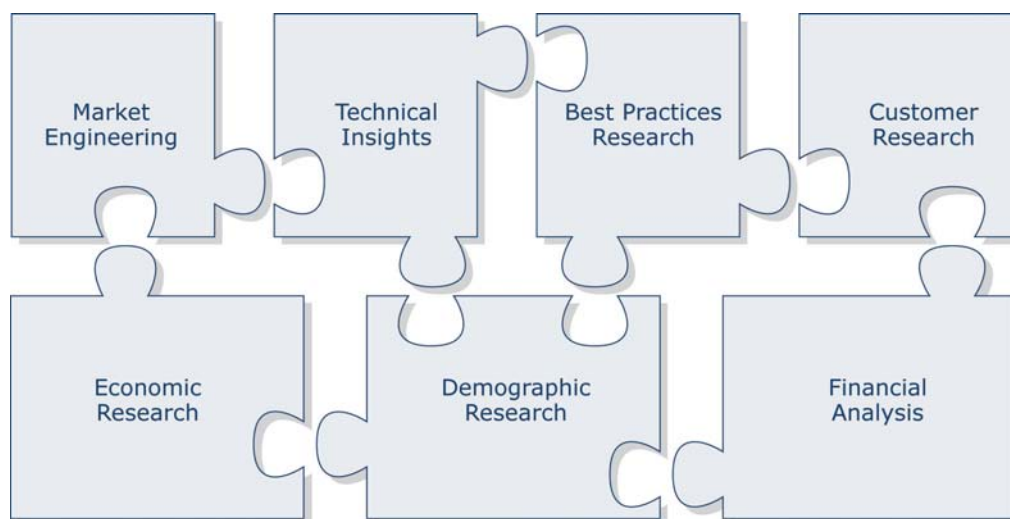 Market
Engineering
Technical
Insights
Best Practices
Research
Customer
Research
Economic
Research
Demographic
Research
Financial
Analysis